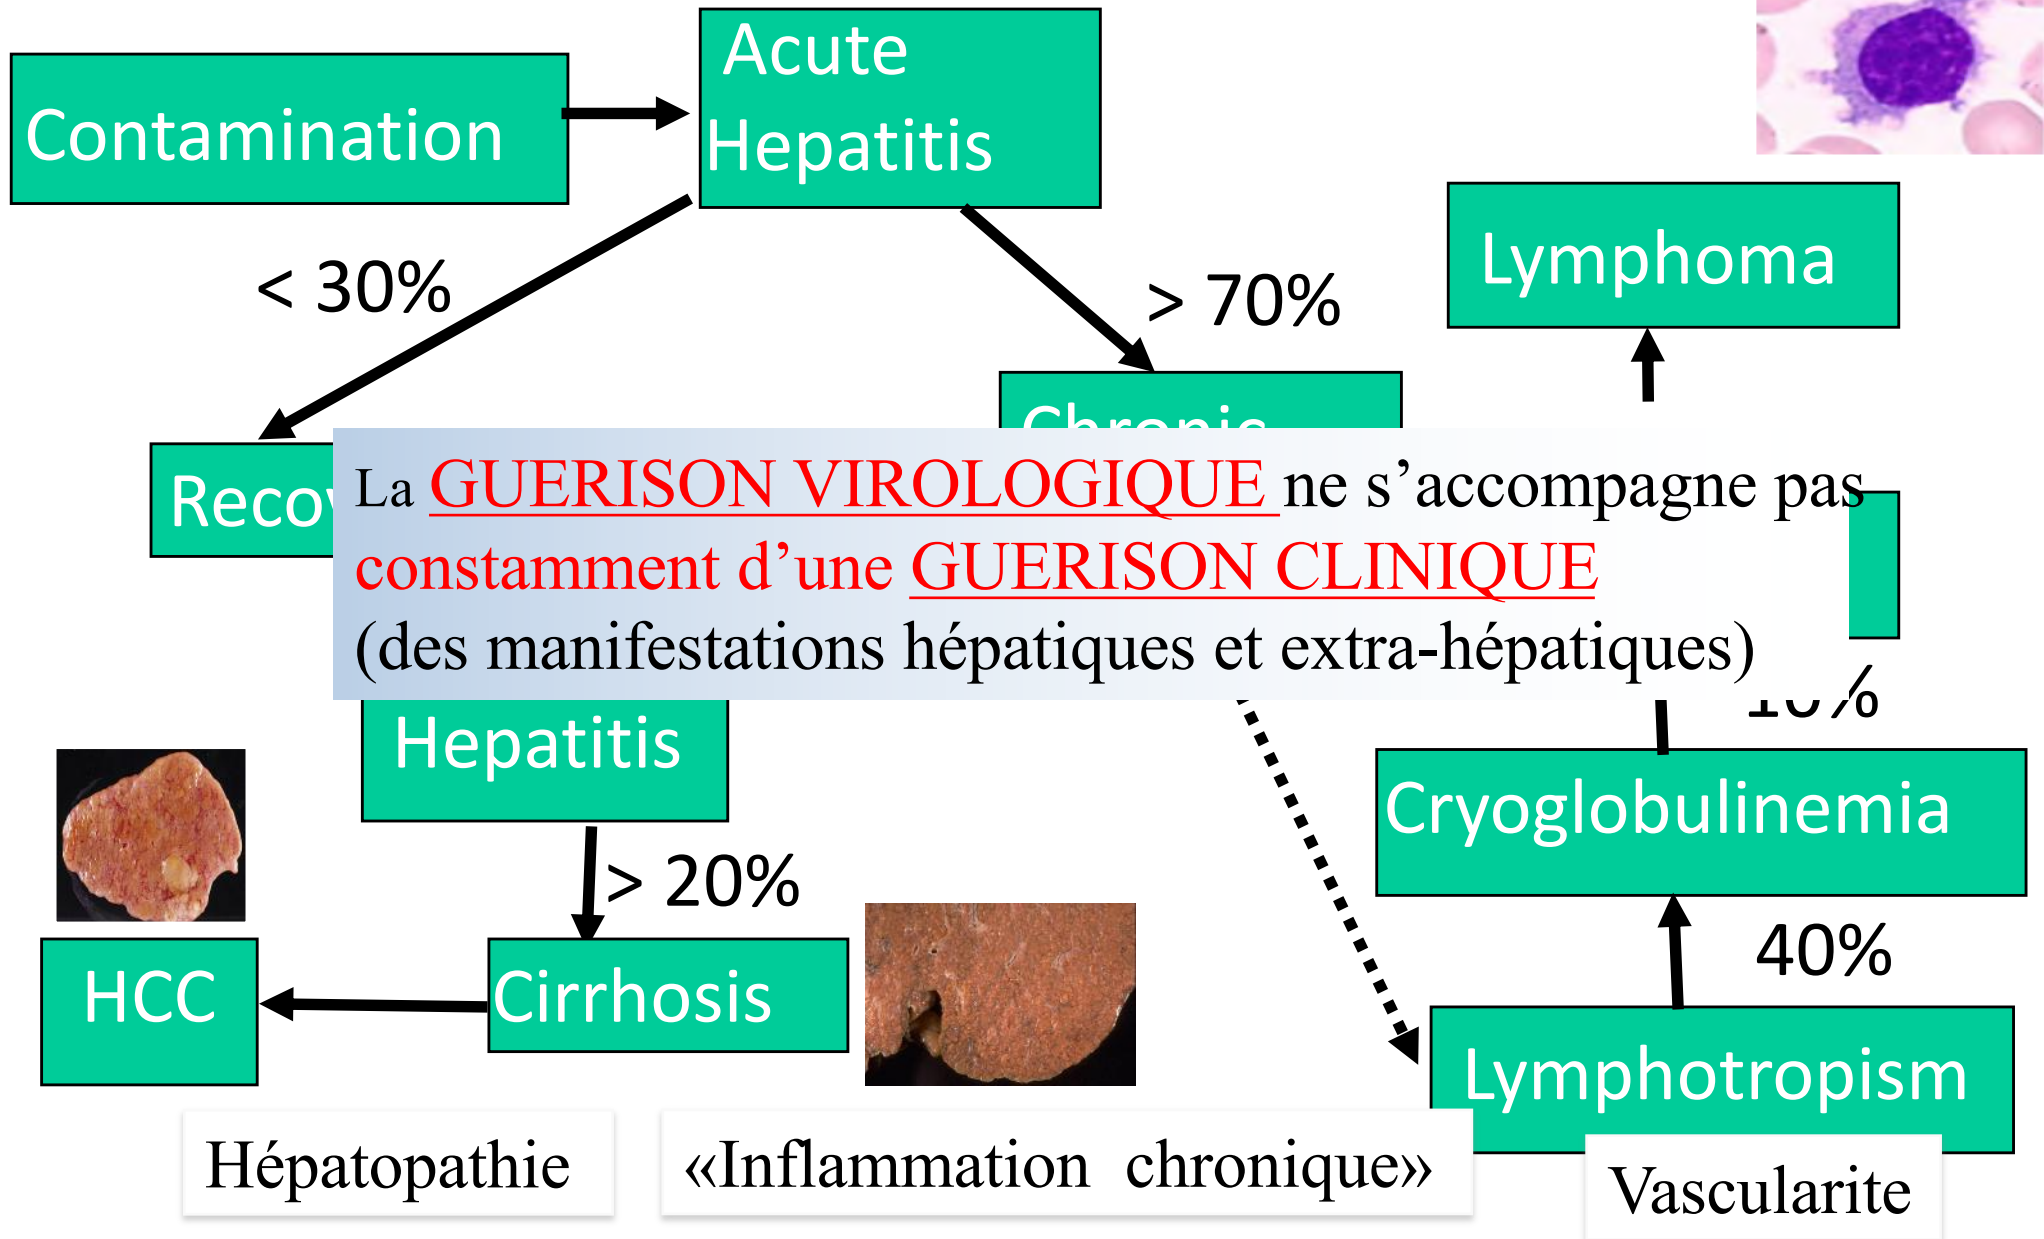 Acute
Hepatitis
Contamination
Lymphoma
< 30%
> 70%
La GUERISON VIROLOGIQUE ne s’accompagne pas
constamment d’une GUERISON CLINIQUE
(des manifestations hépatiques et extra-hépatiques)
Hepatitis
Cryoglobulinemia
> 20%
40%
HCC
Cirrhosis
Lymphotropism
Hépatopathie
«Inflammation chronique»
Vascularite